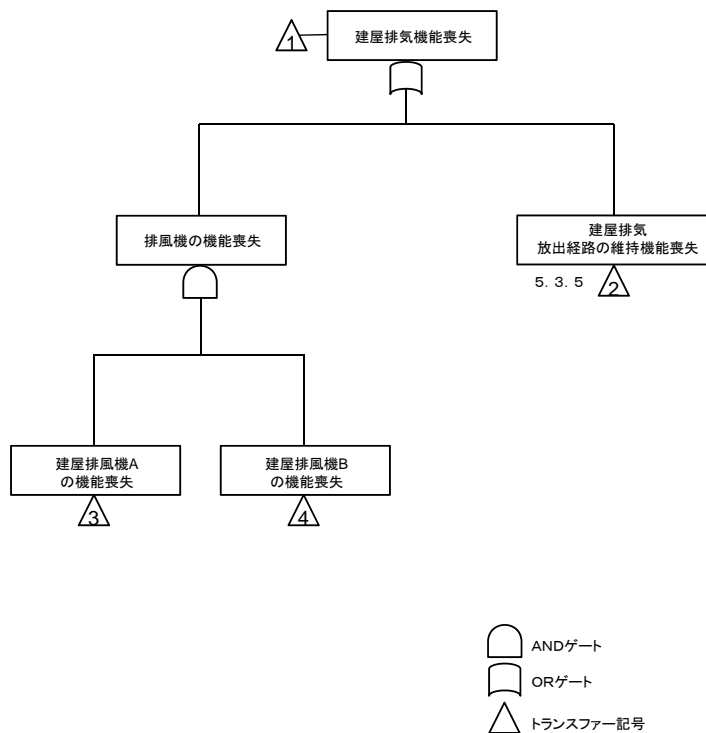 1
建屋排気機能喪失
排風機の機能喪失
建屋排気
放出経路の維持機能喪失
5. 3. 5
2
建屋排風機A
の機能喪失
建屋排風機B
の機能喪失
3
4
ANDゲート
ORゲート
トランスファー記号